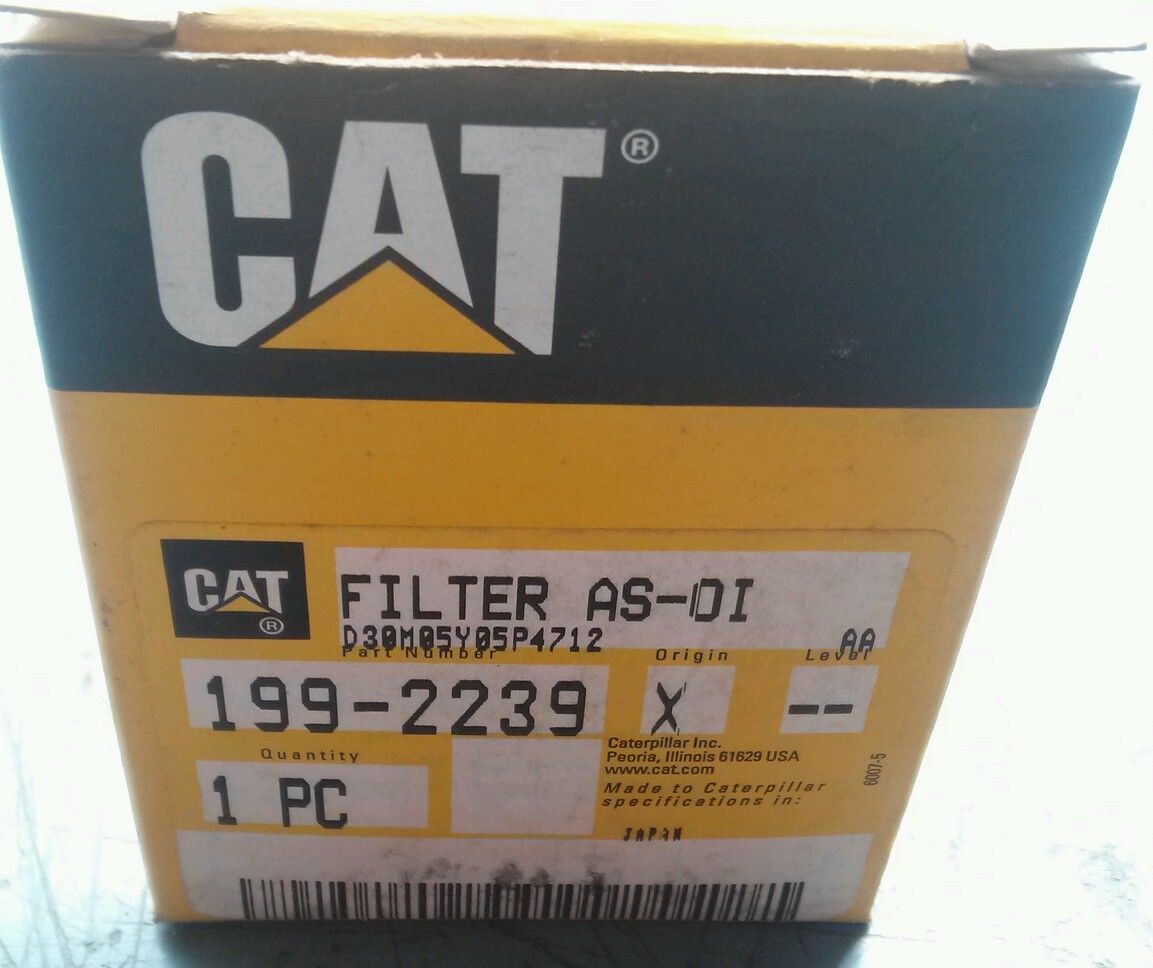 CAT®
CAT®
FILTER AS-OI
D30M05Y05P4712 AA
Part Number Origin Level
199-2239 X --
Quantity
1 PC
Caterpillar Inc.
Peoria, Illinois 61629 USA
www.cat.com
Made to Caterpillar
specifications in:
JAPAN
6007-5